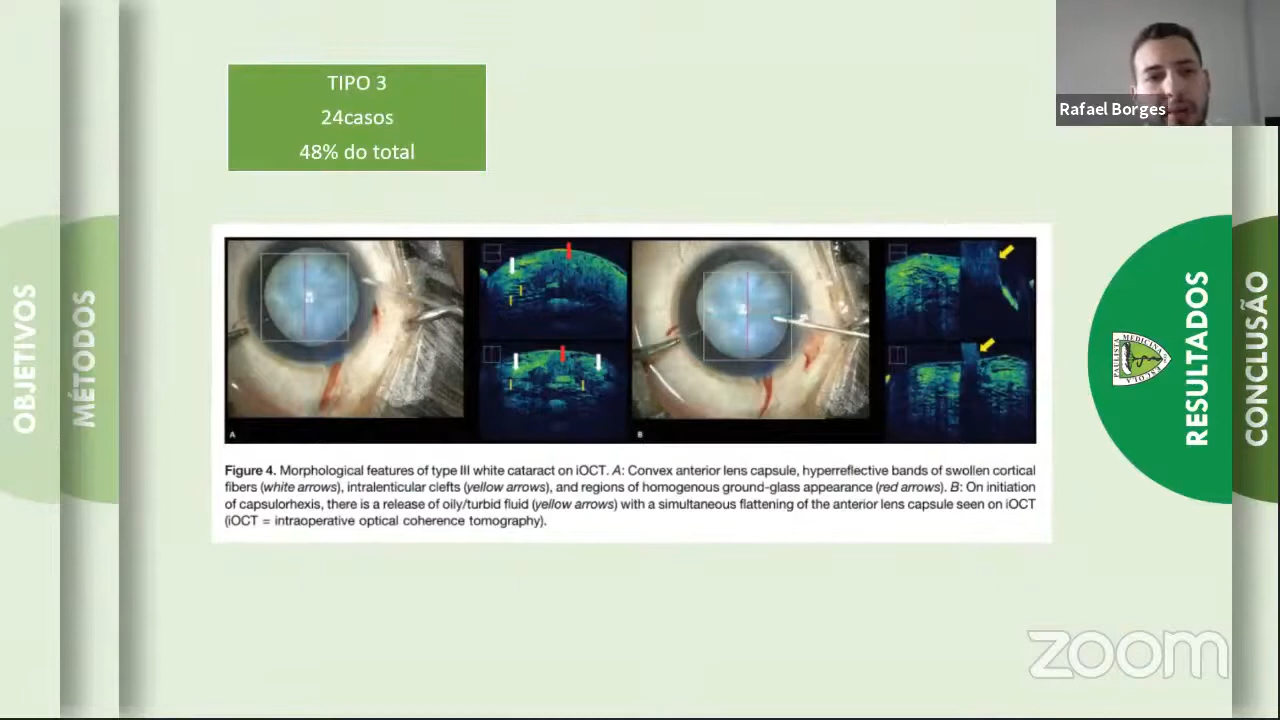 TIPO 3
24casos
48% do total
Rafael Borges
OBJETIVOS
MÉTODOS
A
B
Figure 4. Morphological features of type III white cataract on iOCT. A: Convex anterior lens capsule, hyperreflective bands of swollen cortical
fibers (white arrows), intralenticular clefts (yellow arrows), and regions of homogenous ground-glass appearance (red arrows). B: On initiation
of capsulorhexis, there is a release of oily/turbid fluid (yellow arrows) with a simultaneous flattening of the anterior lens capsule seen on iOCT
(iOCT = intraoperative optical coherence tomography).
ESCOLA PAULISTA MEDICINA
RESULTADOS
CONCLUSÃO
zoom